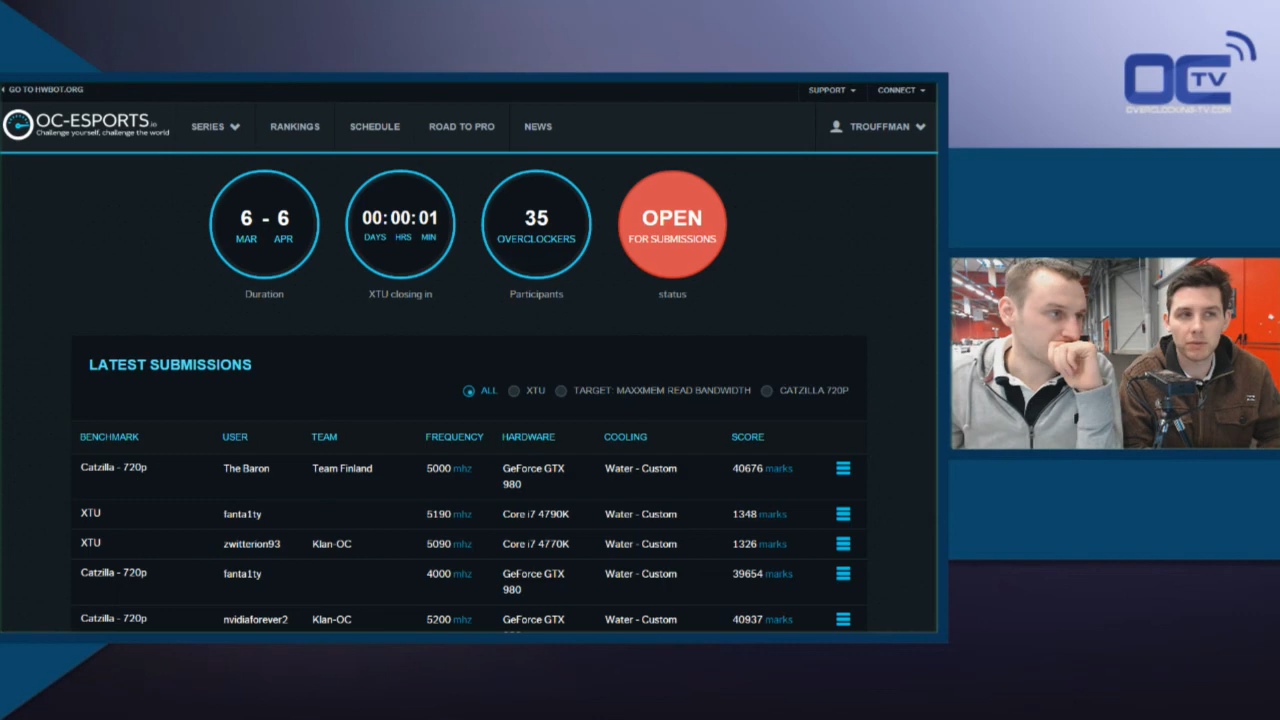 GO TO HWBOT.ORG
SUPPORT CONNECT
OC-ESPORTS.io
Challenge yourself, challenge the world
SERIES RANKINGS SCHEDULE ROAD TO PRO NEWS TROUFFMAN
OC TV
OVERCLOCKING-TV.COM
6 - 6
MAR APR
Duration
00:00:01
DAYS HRS MIN
XTU closing in
35
OVERCLOCKERS
Participants
OPEN
FOR SUBMISSIONS
status
LATEST SUBMISSIONS
ALL XTU TARGET: MAXXMEM READ BANDWIDTH CATZILLA 720P
BENCHMARK USER TEAM FREQUENCY HARDWARE COOLING SCORE
Catzilla - 720p The Baron Team Finland 5000 mhz GeForce GTX 980 Water - Custom 40676 marks
XTU fanta1ty 5190 mhz Core i7 4790K Water - Custom 1348 marks
XTU zwitterion93 Klan-OC 5090 mhz Core i7 4770K Water - Custom 1326 marks
Catzilla - 720p fanta1ty 4000 mhz GeForce GTX 980 Water - Custom 39654 marks
Catzilla - 720p nvidiaforever2 Klan-OC 5200 mhz GeForce GTX Water - Custom 40937 marks